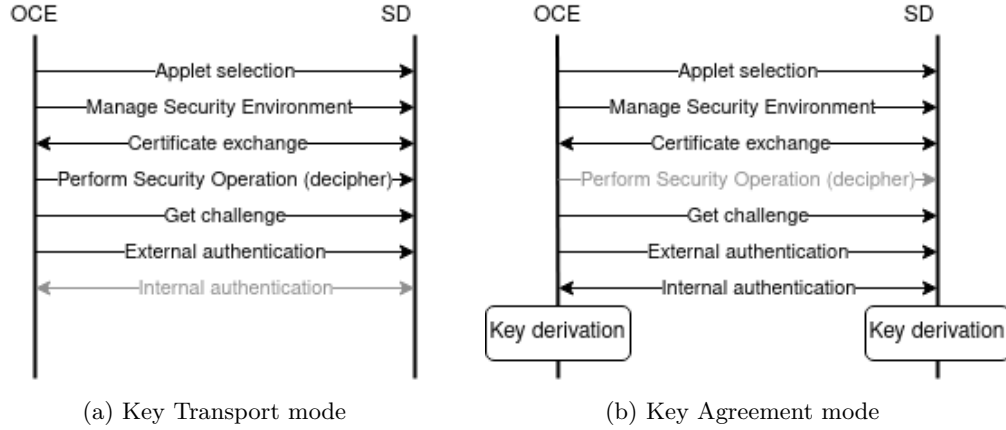 OCE SD
Applet selection
Manage Security Environment
Certificate exchange
Perform Security Operation (decipher)
Get challenge
External authentication
Internal authentication
(a) Key Transport mode
OCE SD
Applet selection
Manage Security Environment
Certificate exchange
Perform Security Operation (decipher)
Get challenge
External authentication
Internal authentication
Key derivation Key derivation
(b) Key Agreement mode